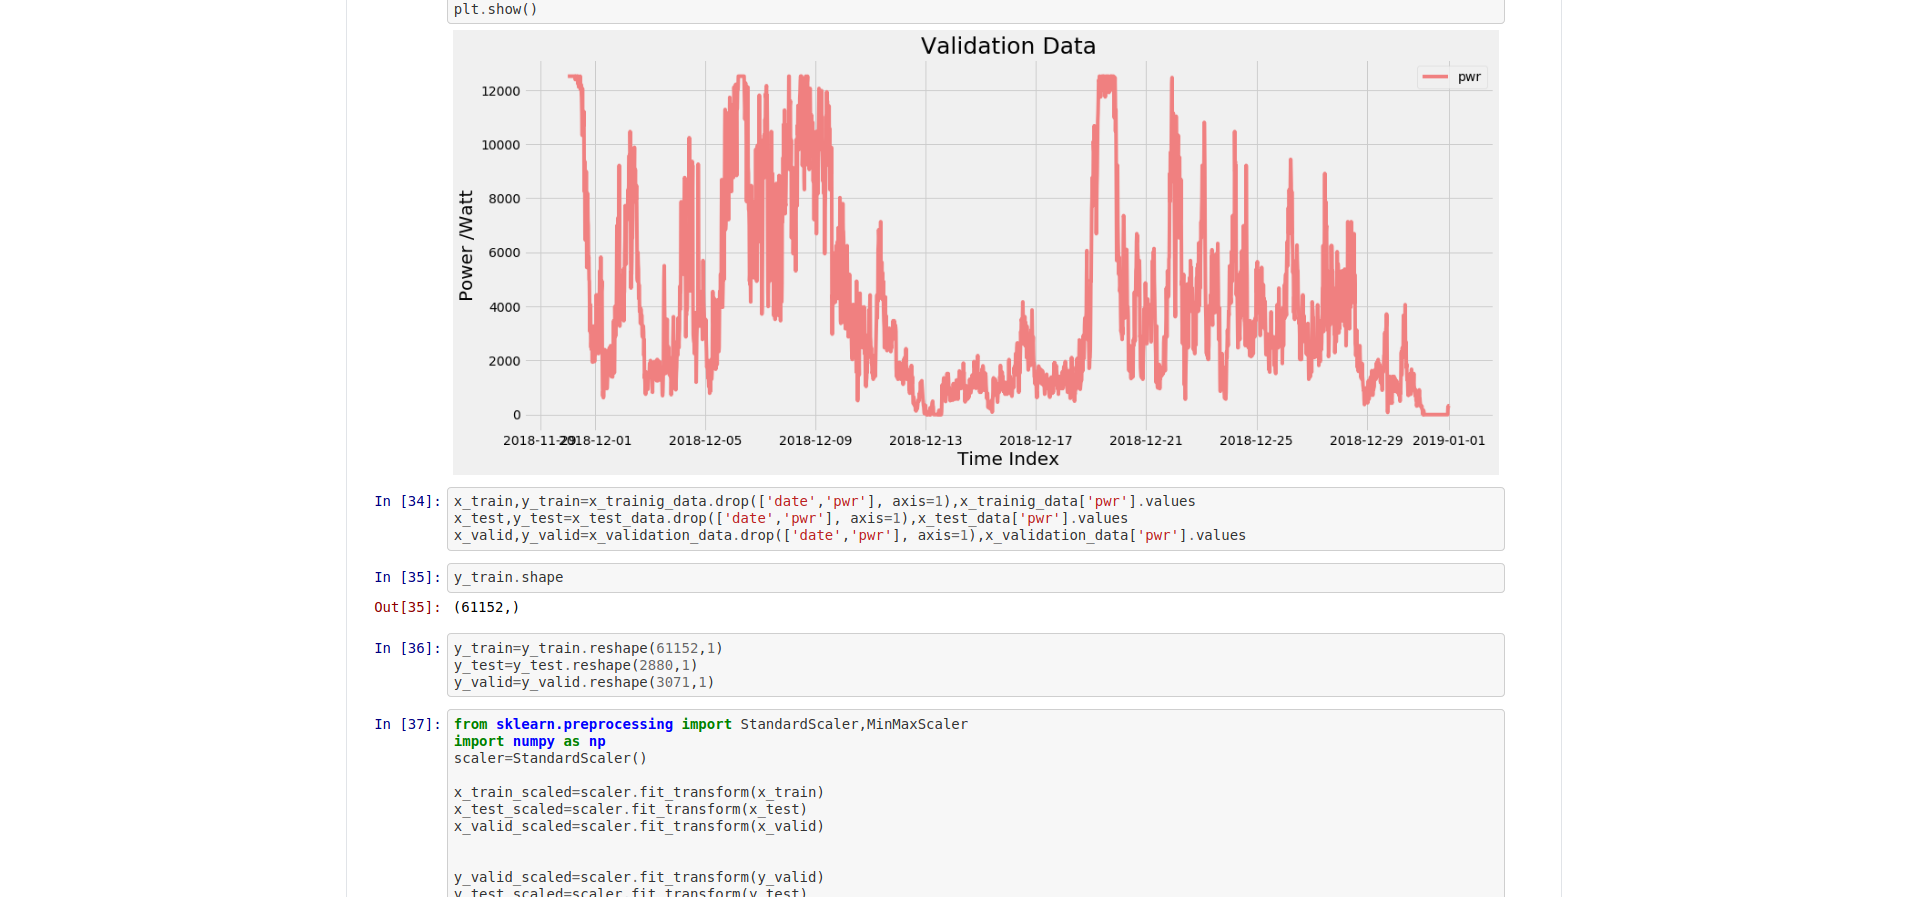 plt.show()
Validation Data
pwr
12000
10000
8000
6000
4000
2000
0
Power /Watt
2018-11-29 2018-12-01 2018-12-05 2018-12-09 2018-12-13 2018-12-17 2018-12-21 2018-12-25 2018-12-29 2019-01-01
Time Index
In [34]: x_train,y_train=x_trainig_data.drop(['date','pwr'], axis=1),x_trainig_data['pwr'].values
x_test,y_test=x_test_data.drop(['date','pwr'], axis=1),x_test_data['pwr'].values
x_valid,y_valid=x_validation_data.drop(['date','pwr'], axis=1),x_validation_data['pwr'].values
In [35]: y_train.shape
Out[35]: (61152,)
In [36]: y_train=y_train.reshape(61152,1)
y_test=y_test.reshape(2880,1)
y_valid=y_valid.reshape(3071,1)
In [37]: from sklearn.preprocessing import StandardScaler,MinMaxScaler
import numpy as np
scaler=StandardScaler()
x_train_scaled=scaler.fit_transform(x_train)
x_test_scaled=scaler.fit_transform(x_test)
x_valid_scaled=scaler.fit_transform(x_valid)
y_valid_scaled=scaler.fit_transform(y_valid)
y_test_scaled=scaler.fit_transform(y_test)